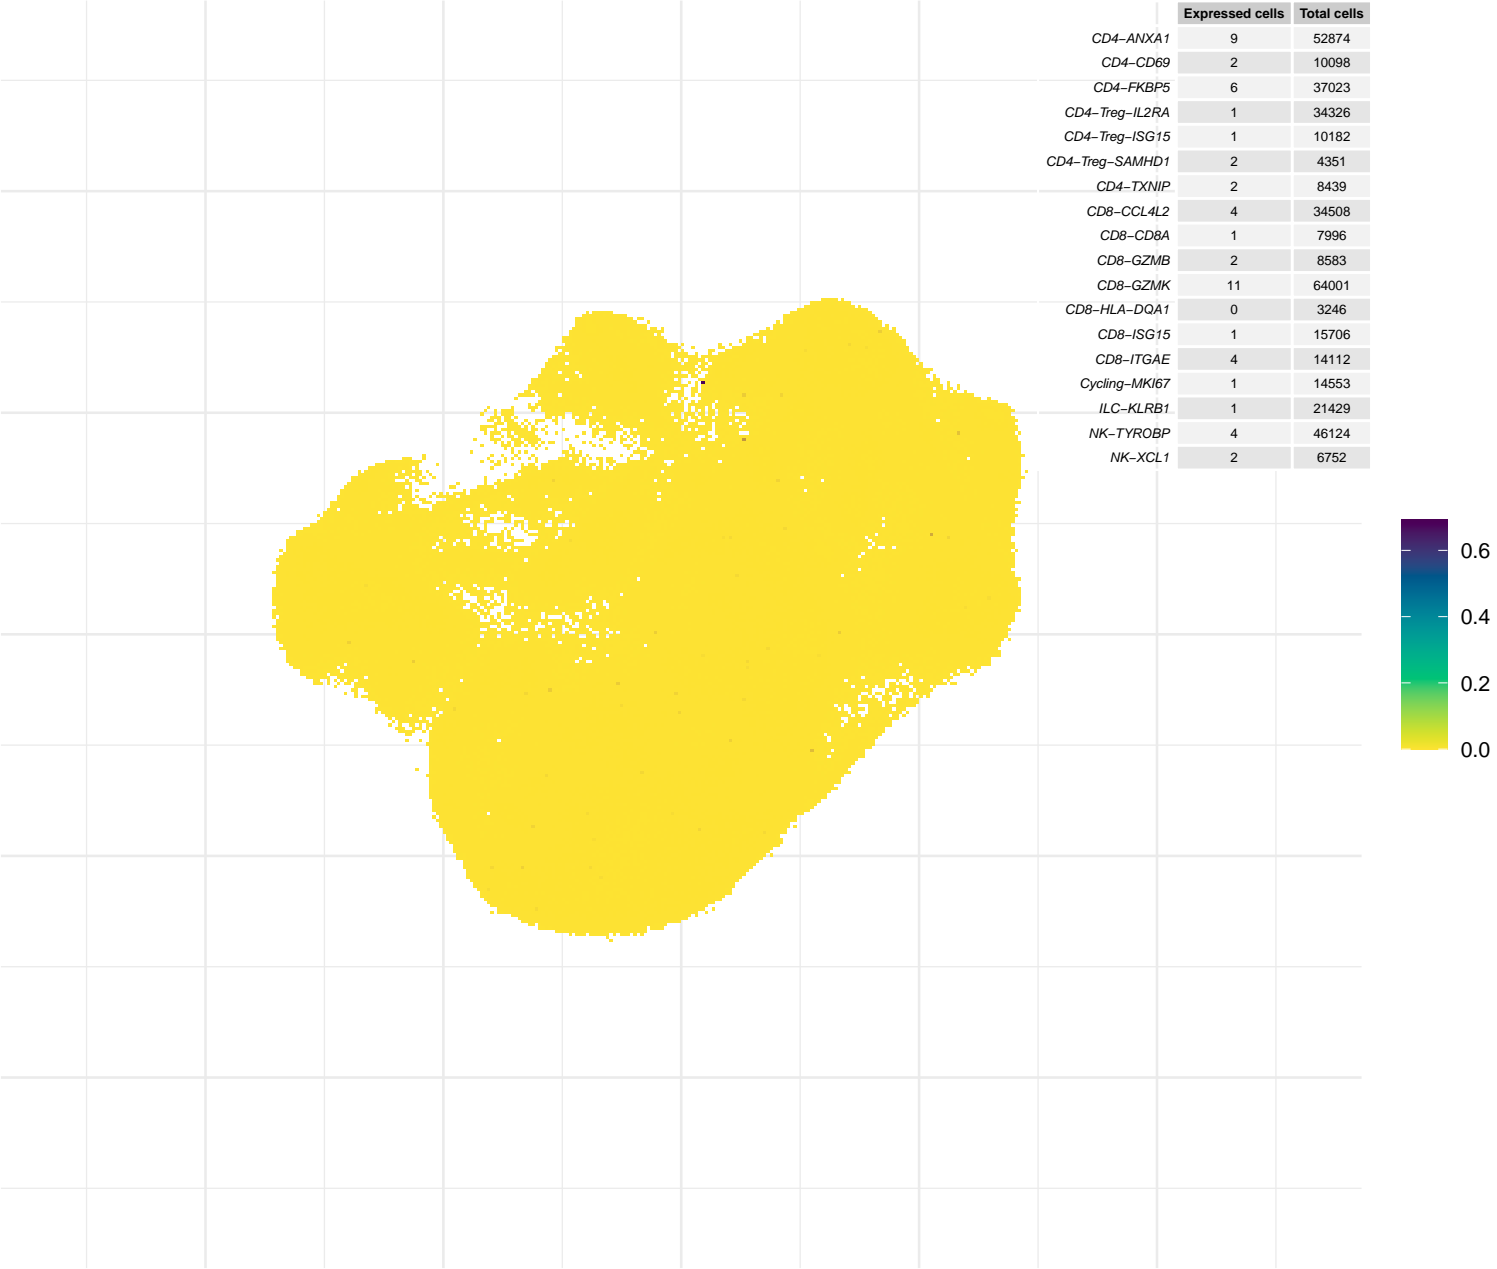 Expressed cells Total cells
CD4−ANXA1 9 52874
CD4−CD69 2 10098
CD4−FKBP5 6 37023
CD4−Treg−IL2RA 1 34326
CD4−Treg−ISG15 1 10182
CD4−Treg−SAMHD1 2 4351
CD4−TXNIP 2 8439
CD8−CCL4L2 4 34508
CD8−CD8A 1 7996
CD8−GZMB 2 8583
CD8−GZMK 11 64001
CD8−HLA−DQA1 0 3246
CD8−ISG15 1 15706
CD8−ITGAE 4 14112
Cycling−MKI67 1 14553
ILC−KLRB1 1 21429
NK−TYROBP 4 46124
NK−XCL1 2 6752
0.6
0.4
0.2
0.0